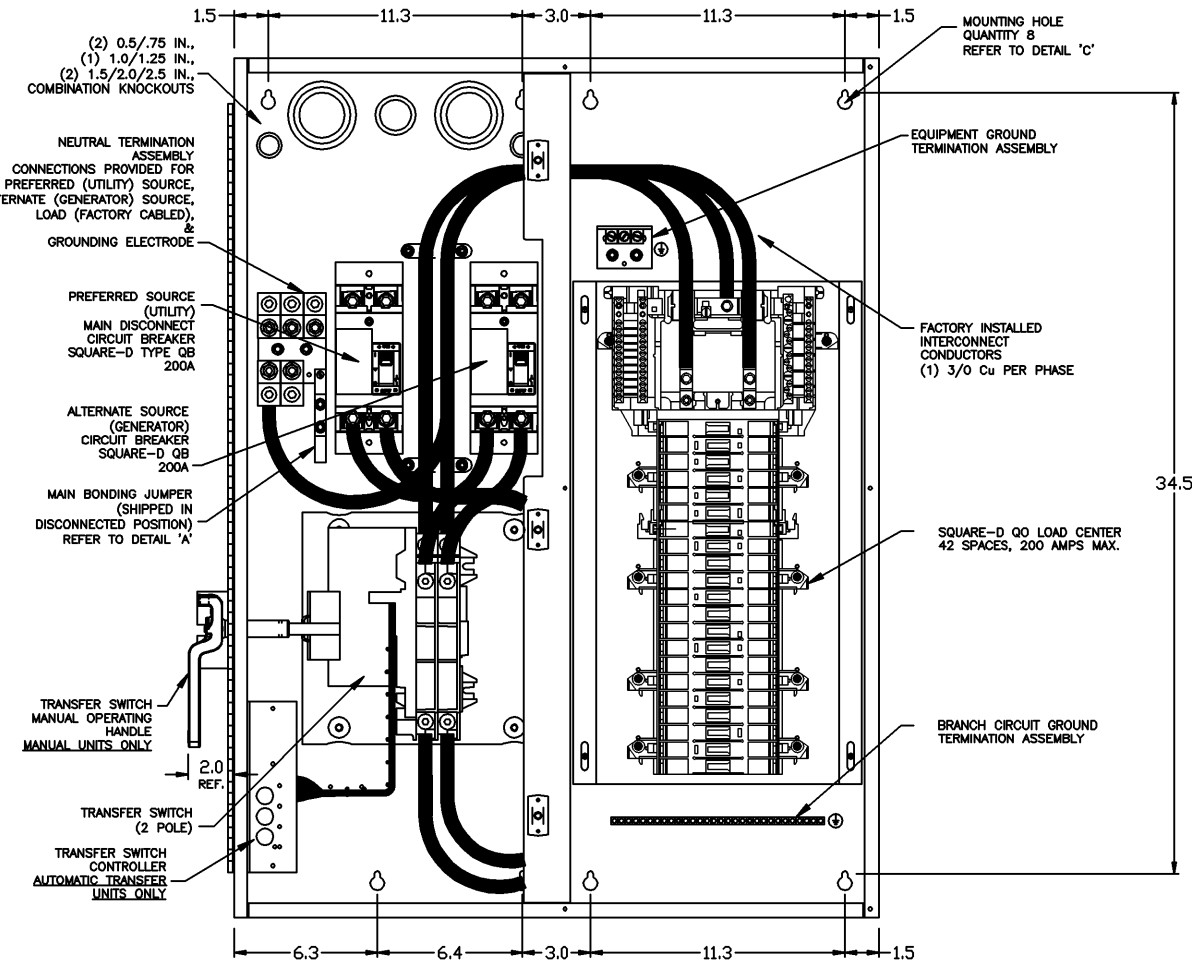 1.5
11.3
3.0
11.3
1.5
(2) 0.5/.75 IN.,
(1) 1.0/1.25 IN.,
(2) 1.5/2.0/2.5 IN.,
COMBINATION KNOCKOUTS
MOUNTING HOLE
QUANTITY 8
REFER TO DETAIL 'C'
NEUTRAL TERMINATION
ASSEMBLY
CONNECTIONS PROVIDED FOR
PREFERRED (UTILITY) SOURCE,
TERNATE (GENERATOR) SOURCE,
LOAD (FACTORY CABLED),
&
GROUNDING ELECTRODE
EQUIPMENT GROUND
TERMINATION ASSEMBLY
PREFERRED SOURCE
(UTILITY)
MAIN DISCONNECT
CIRCUIT BREAKER
SQUARE-D TYPE QB
200A
FACTORY INSTALLED
INTERCONNECT
CONDUCTORS
(1) 3/0 Cu PER PHASE
ALTERNATE SOURCE
(GENERATOR)
CIRCUIT BREAKER
SQUARE-D QB
200A
34.5
MAIN BONDING JUMPER
(SHIPPED IN
DISCONNECTED POSITION)
REFER TO DETAIL 'A'
SQUARE-D QO LOAD CENTER
42 SPACES, 200 AMPS MAX.
TRANSFER SWITCH
MANUAL OPERATING
HANDLE
MANUAL UNITS ONLY
2.0
REF.
BRANCH CIRCUIT GROUND
TERMINATION ASSEMBLY
TRANSFER SWITCH
(2 POLE)
TRANSFER SWITCH
CONTROLLER
AUTOMATIC TRANSFER
UNITS ONLY
6.3
6.4
3.0
11.3
1.5